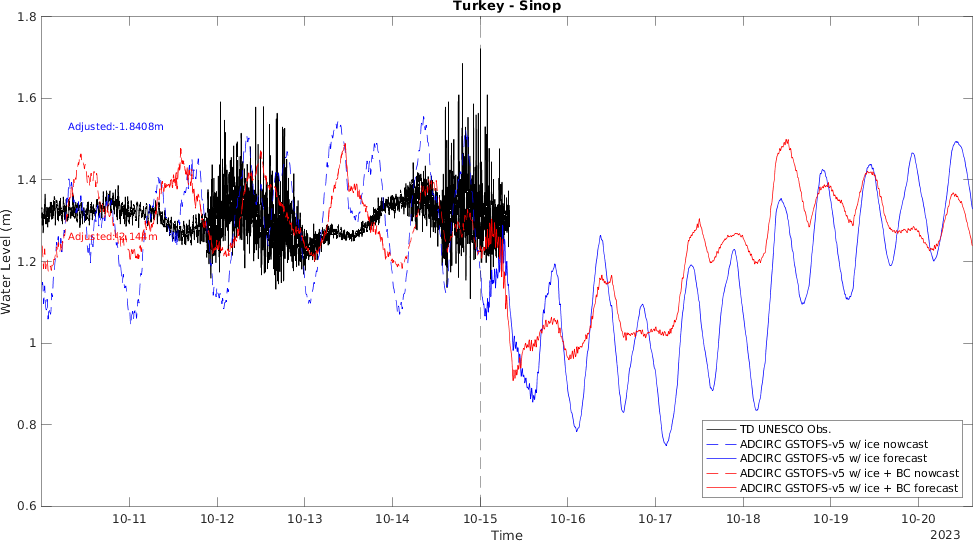 Turkey - Sinop
1.8
1.6
1.4
1.2
1
0.8
0.6
Water Level (m)
Adjusted:-1.8408m
10-11
10-12
10-13
10-14
10-15
10-16
10-17
10-18
10-19
10-20
Time
2023
TD UNESCO Obs.
ADCIRC GSTOFS-v5 w/ ice nowcast
ADCIRC GSTOFS-v5 w/ ice forecast
ADCIRC GSTOFS-v5 w/ ice + BC nowcast
ADCIRC GSTOFS-v5 w/ ice + BC forecast